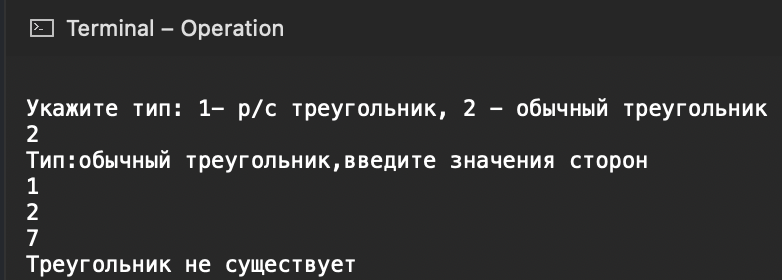 Terminal – Operation
Укажите тип: 1- р/с треугольник, 2 - обычный треугольник
2
Тип:обычный треугольник,введите значения сторон
1
2
7
Треугольник не существует